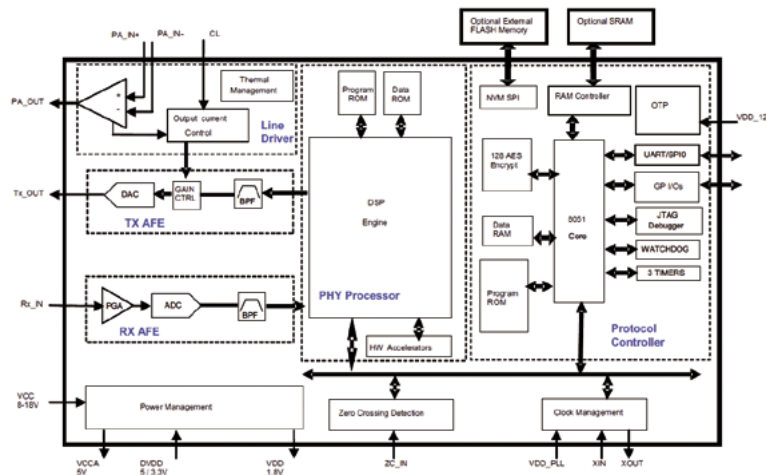 PA_IN+
PA_IN-
CL
Optional External
FLASH Memory
Optional SRAM
PA_OUT
+
-
Thermal
Management
Output current
Control
Line
Driver
Program
ROM
Data
ROM
NVM SPI
RAM Controller
OTP
VDD_12
128 AES
Encrypt
UART/GPIO
GP I/Os
JTAG
Debugger
WATCHDOG
3 TIMERS
8051
Core
Data
RAM
Program
ROM
Protocol
Controller
Tx_OUT
DAC
GAIN
CTRL
BPF
TX AFE
DSP
Engine
PHY Processor
HW Accelerators
Rx_IN
PGA
ADC
BPF
RX AFE
VCC
8-18V
Power Management
Zero Crossing Detection
Clock Management
VCCA
5V
DVDD
5 / 3.3V
VDD
1.8V
ZC_IN
VDD_PLL
XIN
XOUT